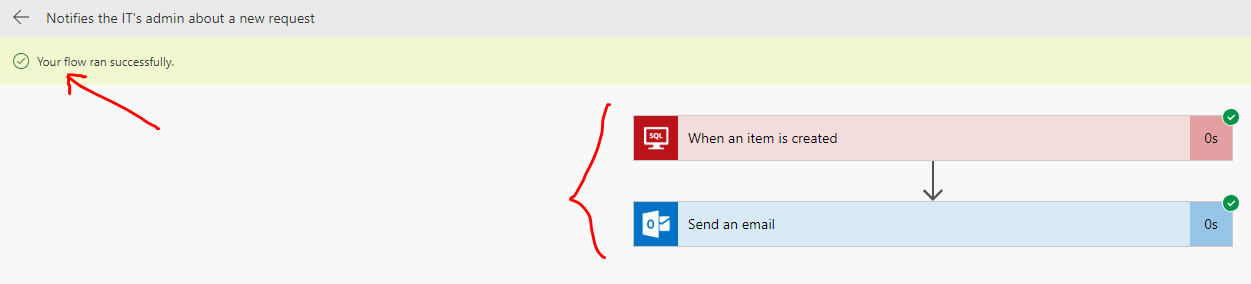 Notifies the IT's admin about a new request
Your flow ran successfully.
SQL
When an item is created
0s
Send an email
0s